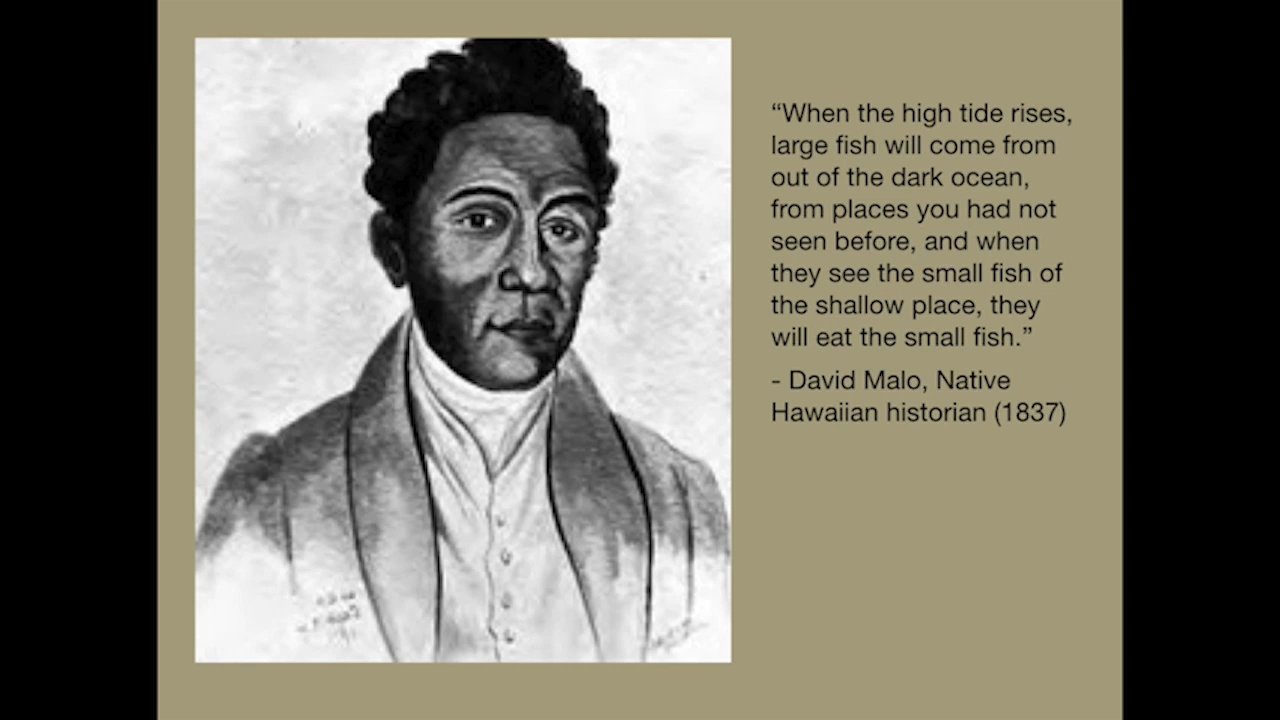 “When the high tide rises,
large fish will come from
out of the dark ocean,
from places you had not
seen before, and when
they see the small fish of
the shallow place, they
will eat the small fish.”
- David Malo, Native
Hawaiian historian (1837)